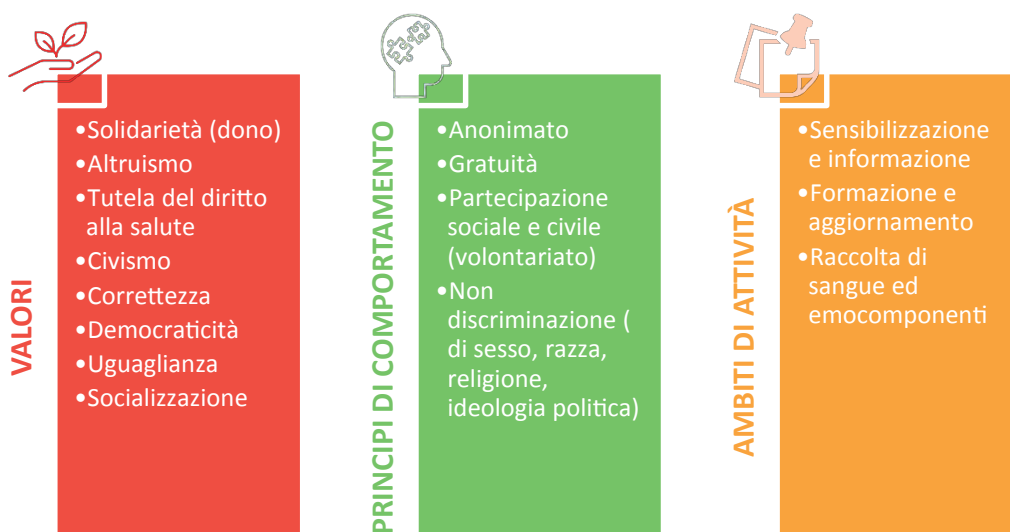 VALORI
•Solidarietà (dono)
•Altruismo
•Tutela del diritto
alla salute
•Civismo
•Correttezza
•Democraticità
•Uguaglianza
•Socializzazione
PRINCIPI DI COMPORTAMENTO
•Anonimato
•Gratuità
•Partecipazione
sociale e civile
(volontariato)
•Non
discriminazione (
di sesso, razza,
religione,
ideologia politica)
AMBITI DI ATTIVITÀ
•Sensibilizzazione
e informazione
•Formazione e
aggiornamento
•Raccolta di
sangue ed
emocomponenti